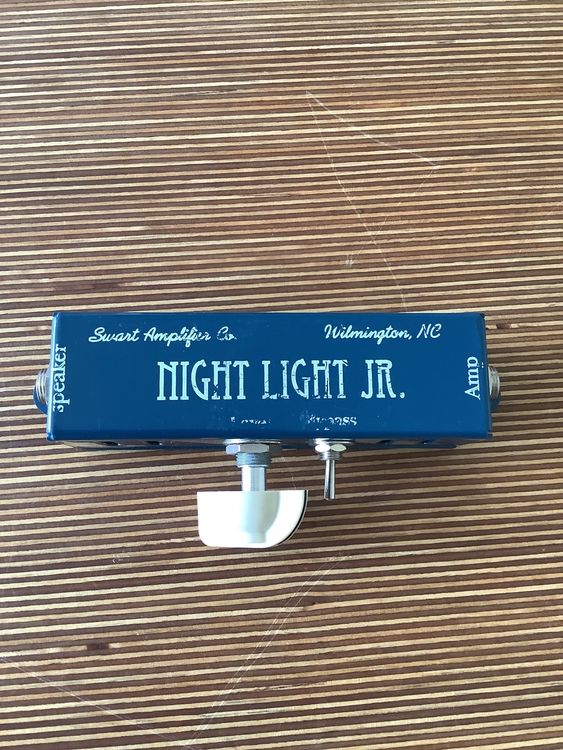 Swart Amplifier Co. Wilmington, NC
Speaker
NIGHT LIGHT JR.
Amp